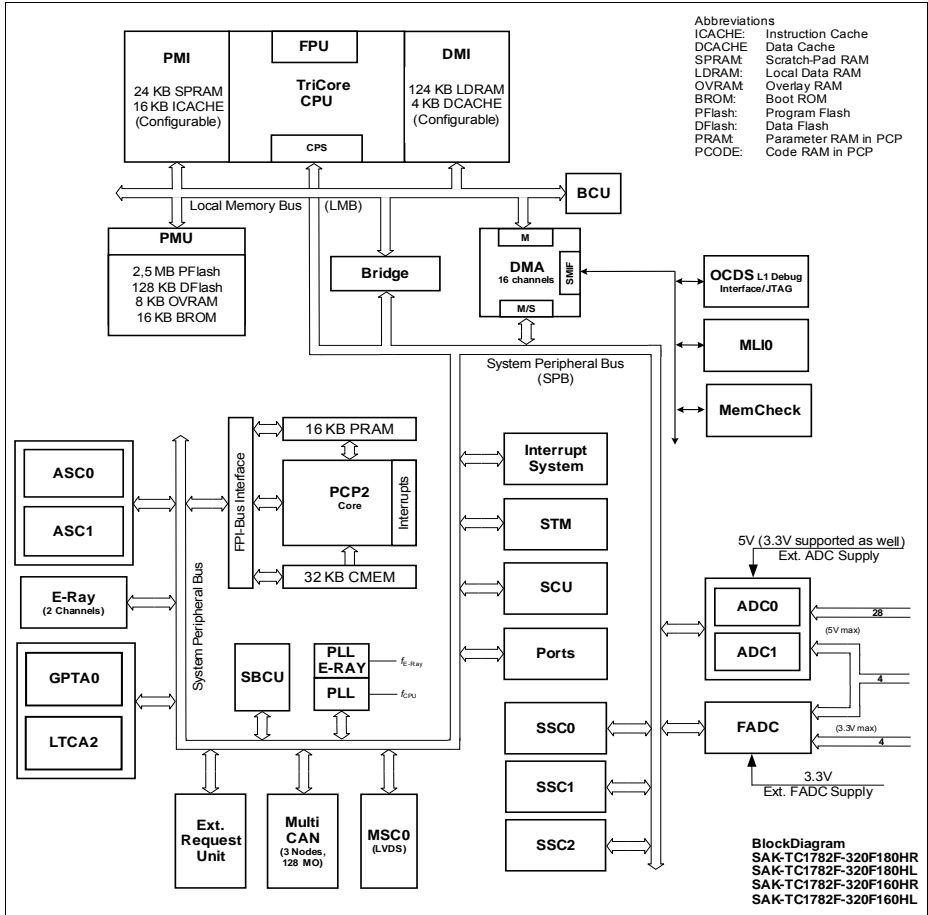 Abbreviations
ICACHE: Instruction Cache
DCACHE Data Cache
SPRAM: Scratch-Pad RAM
LDRAM: Local Data RAM
OVRAM: Overlay RAM
BROM: Boot ROM
PFlash: Program Flash
DFlash: Data Flash
PRAM: Parameter RAM in PCP
PCODE: Code RAM in PCP
PMI
24 KB SPRAM
16 KB ICACHE
(Configurable)
FPU
TriCore
CPU
CPS
DMI
124 KB LDRAM
4 KB DCACHE
(Configurable)
BCU
Local Memory Bus (LMB)
PMU
2,5 MB PFlash
128 KB DFlash
8 KB OVRAM
16 KB BROM
Bridge
M
DMA
16 channels
SMIF
M/S
OCDS L1 Debug
Interface/JTAG
MLI0
MemCheck
System Peripheral Bus
(SPB)
FPI-Bus Interface
16 KB PRAM
PCP2
Core
Interrupts
32 KB CMEM
ASC0
ASC1
E-Ray
(2 Channels)
GPTA0
LTCA2
System Peripheral Bus
SBCU
PLL
E-RAY
fE-Ray
PLL
fCPU
Interrupt
System
STM
SCU
Ports
SSC0
SSC1
SSC2
5V (3.3V supported as well)
Ext. ADC Supply
ADC0
ADC1
28
(5V max)
4
FADC
(3.3V max)
4
3.3V
Ext. FADC Supply
Ext.
Request
Unit
Multi
CAN
(3 Nodes,
128 MO)
MSC0
(LVDS)
BlockDiagram
SAK-TC1782F-320F180HR
SAK-TC1782F-320F180HL
SAK-TC1782F-320F160HR
SAK-TC1782F-320F160HL